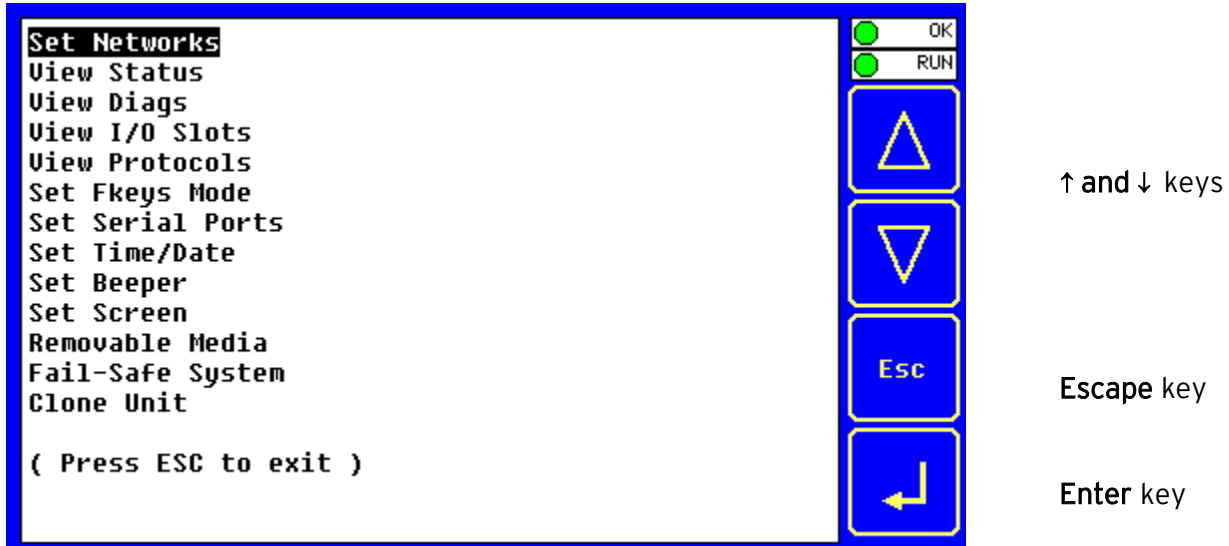 Set Networks
View Status
View Diags
View I/O Slots
View Protocols
Set Fkeys Mode
Set Serial Ports
Set Time/Date
Set Beeper
Set Screen
Removable Media
Fail-Safe System
Clone Unit
( Press ESC to exit )
OK
RUN
Esc
↑ and ↓ keys
Escape key
Enter key